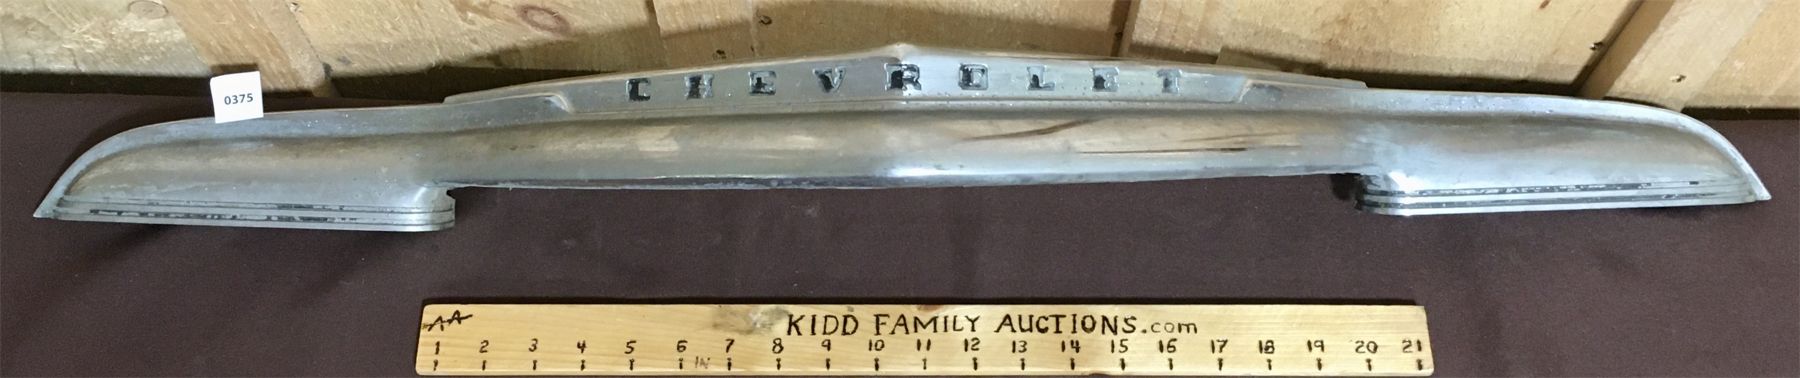 CHEVROLET
0375
AA
KIDD FAMILY AUCTIONS.com
1 2 3 4 5 6 7 8 9 10 11 12 13 14 15 16 17 18 19 20 21
IN